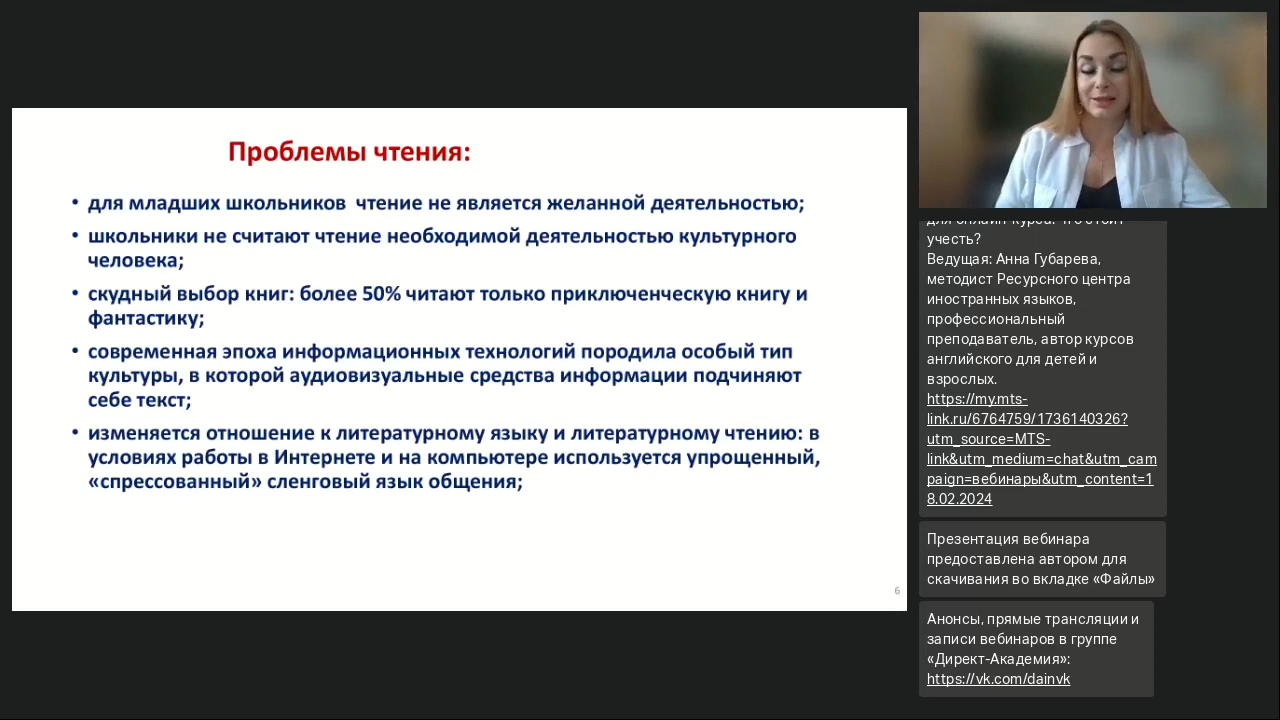 Проблемы чтения:
• для младших школьников чтение не является желанной деятельностью;
• школьники не считают чтение необходимой деятельностью культурного
человека;
• скудный выбор книг: более 50% читают только приключенческую книгу и
фантастику;
• современная эпоха информационных технологий породила особый тип
культуры, в которой аудиовизуальные средства информации подчиняют
себе текст;
• изменяется отношение к литературному языку и литературному чтению: в
условиях работы в Интернете и на компьютере используется упрощенный,
«спрессованный» сленговый язык общения;
6
для онлайн-курса: что стоит
учесть?
Ведущая: Анна Губарева,
методист Ресурсного центра
иностранных языков,
профессиональный
преподаватель, автор курсов
английского для детей и
взрослых.
https://my.mts-
link.ru/6764759/1736140326?
utm_source=MTS-
link&utm_medium=chat&utm_cam
paign=вебинары&utm_content=1
8.02.2024
Презентация вебинара
предоставлена автором для
скачивания во вкладке «Файлы»
Анонсы, прямые трансляции и
записи вебинаров в группе
«Директ-Академия»:
https://vk.com/dainvk